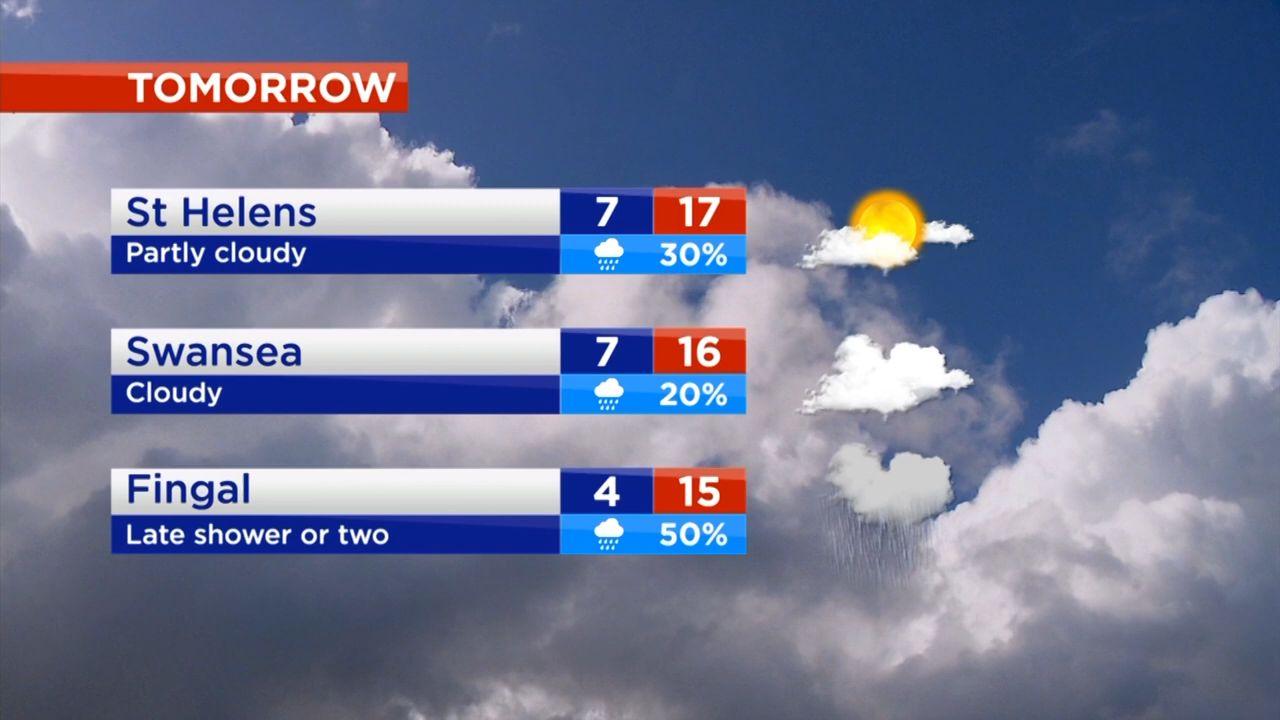 TOMORROW
St Helens 7 17
Partly cloudy 30%
Swansea 7 16
Cloudy 20%
Fingal 4 15
Late shower or two 50%